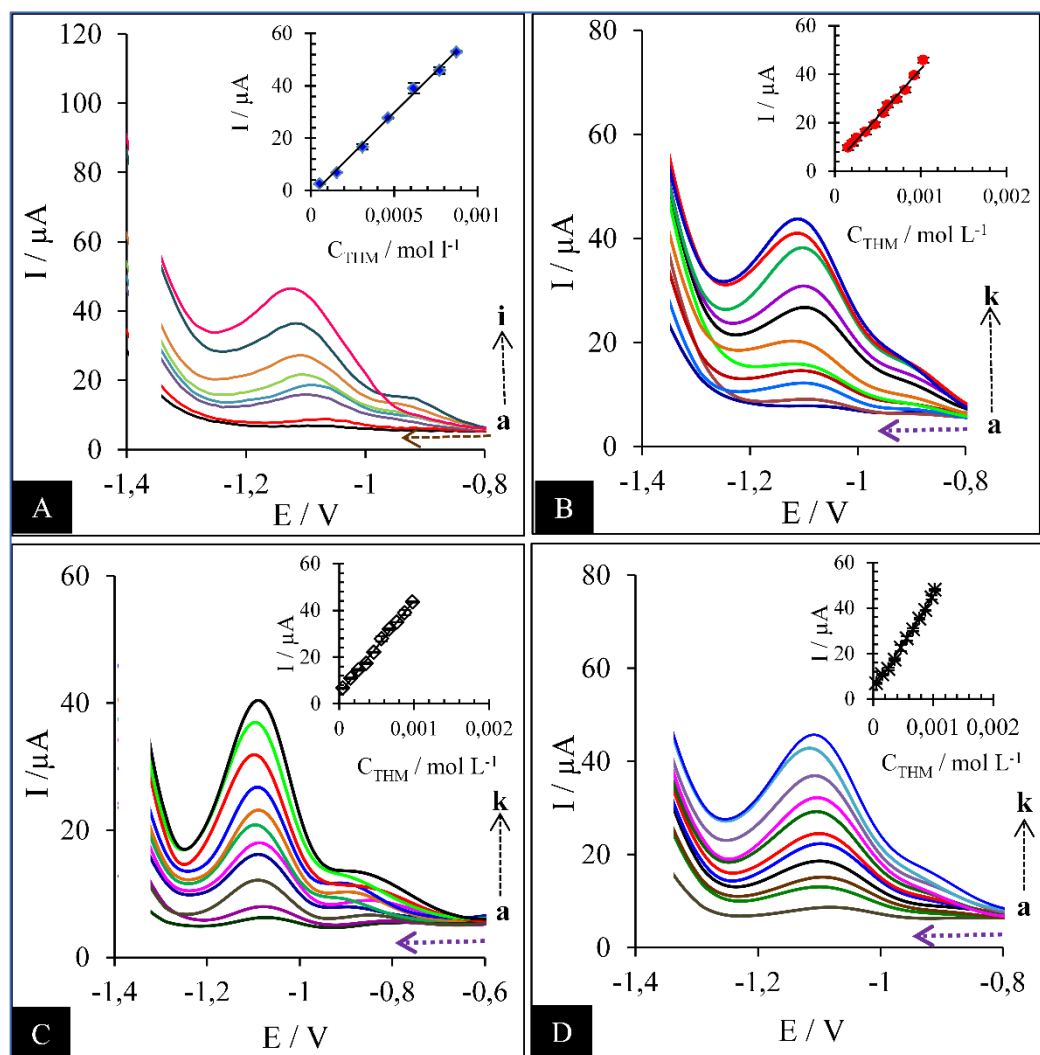 120
100
80
60
40
20
0
I / µA
-1,4
-1,2
-1
-0,8
E / V
A
60
40
20
0
I / µA
0
0,0005
0,001
C_THM / mol l⁻¹
i
a
80
60
40
20
0
I / µA
-1,4
-1,2
-1
-0,8
E / V
B
60
40
20
0
I / µA
0
0,001
0,002
C_THM / mol L⁻¹
k
a
60
40
20
0
I /µA
-1,4
-1,2
-1
-0,8
-0,6
E / V
C
60
40
20
0
I / µA
0
0,001
0,002
C_THM / mol L⁻¹
k
a
80
60
40
20
0
I / µA
-1,4
-1,2
-1
-0,8
E / V
D
60
40
20
0
I / µA
0
0,001
0,002
C_THM / mol L⁻¹
k
a